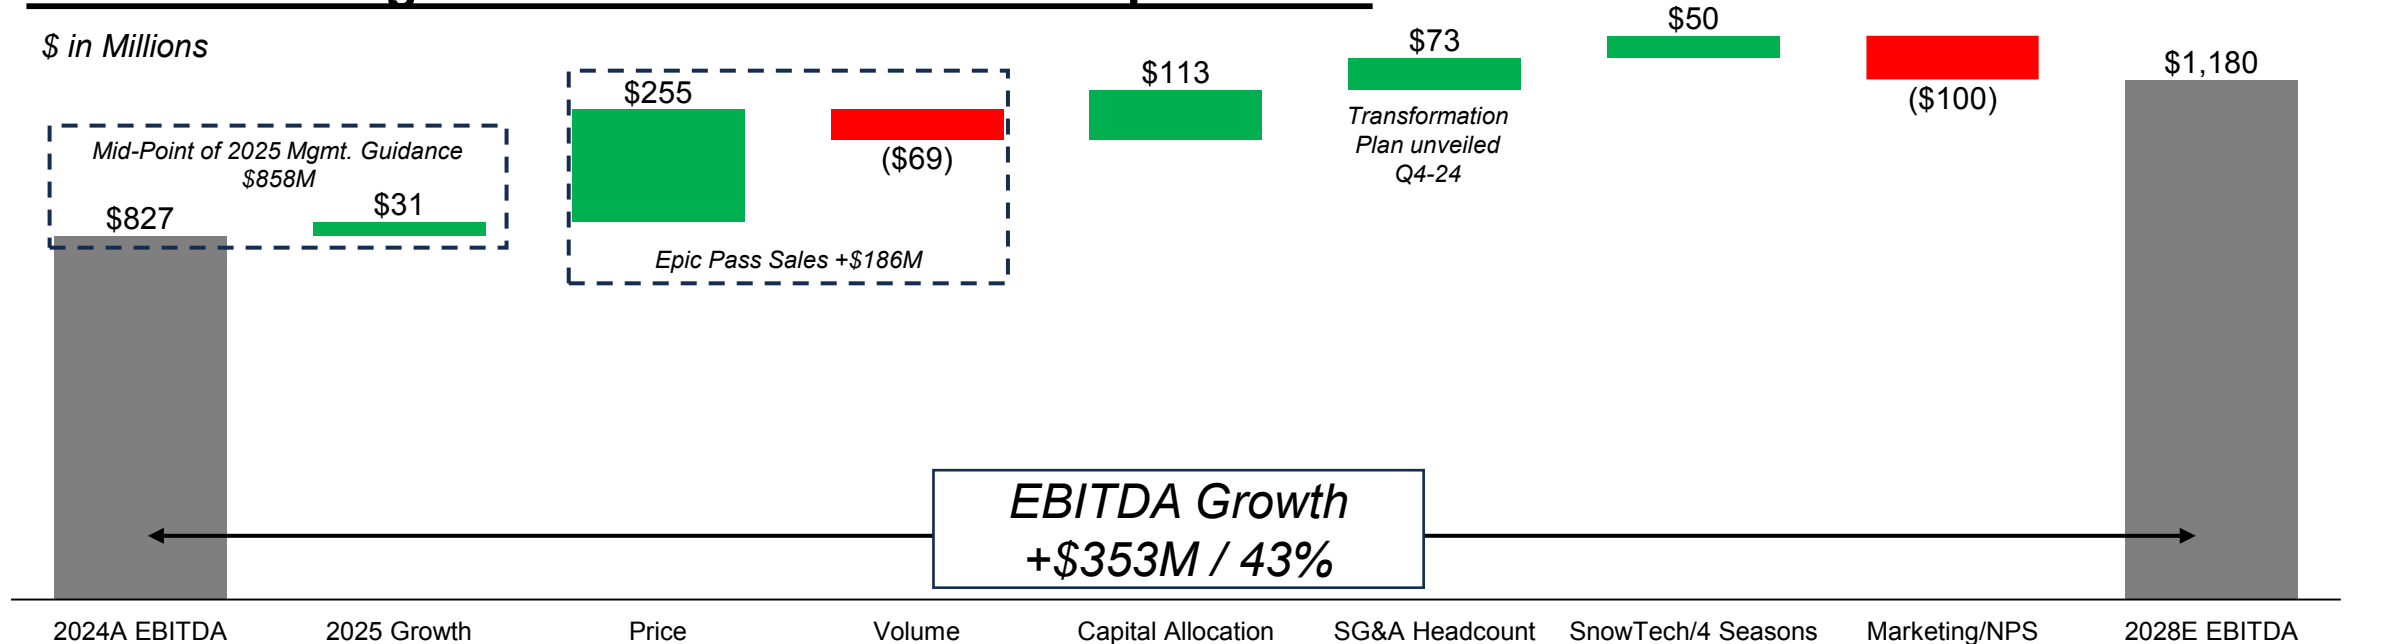 $ in Millions
Mid-Point of 2025 Mgmt. Guidance
$858M
$827
$31
$255
($69)
Epic Pass Sales +$186M
$113
$73
Transformation
Plan unveiled
Q4-24
$50
($100)
$1,180
EBITDA Growth
+$353M / 43%
2024A EBITDA
2025 Growth
Price
Volume
Capital Allocation
SG&A Headcount
SnowTech/4 Seasons
Marketing/NPS
2028E EBITDA